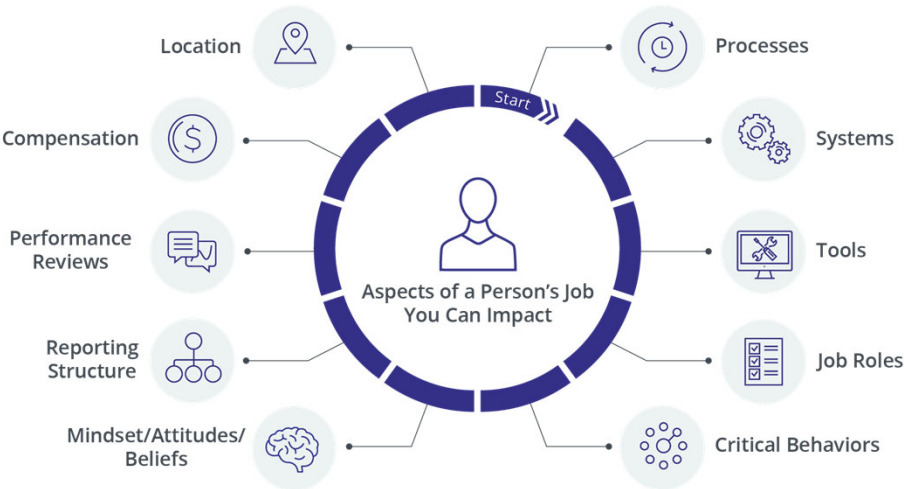 Start
Processes
Systems
Tools
Job Roles
Critical Behaviors
Mindset/Attitudes/
Beliefs
Reporting
Structure
Performance
Reviews
Compensation
Location
Aspects of a Person’s Job
You Can Impact